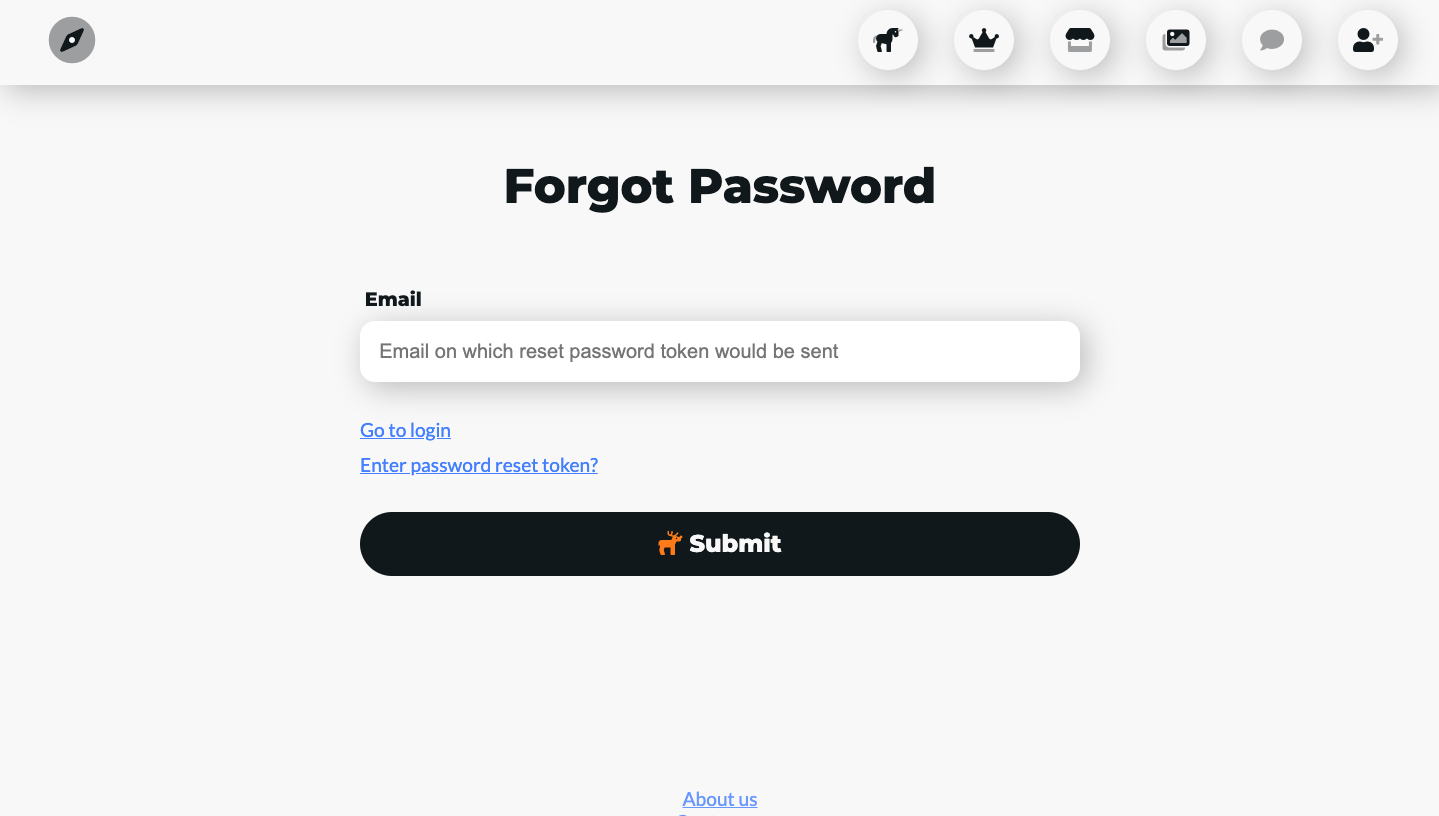 Forgot Password
Email
Email on which reset password token would be sent
Go to login
Enter password reset token?
Submit
About us